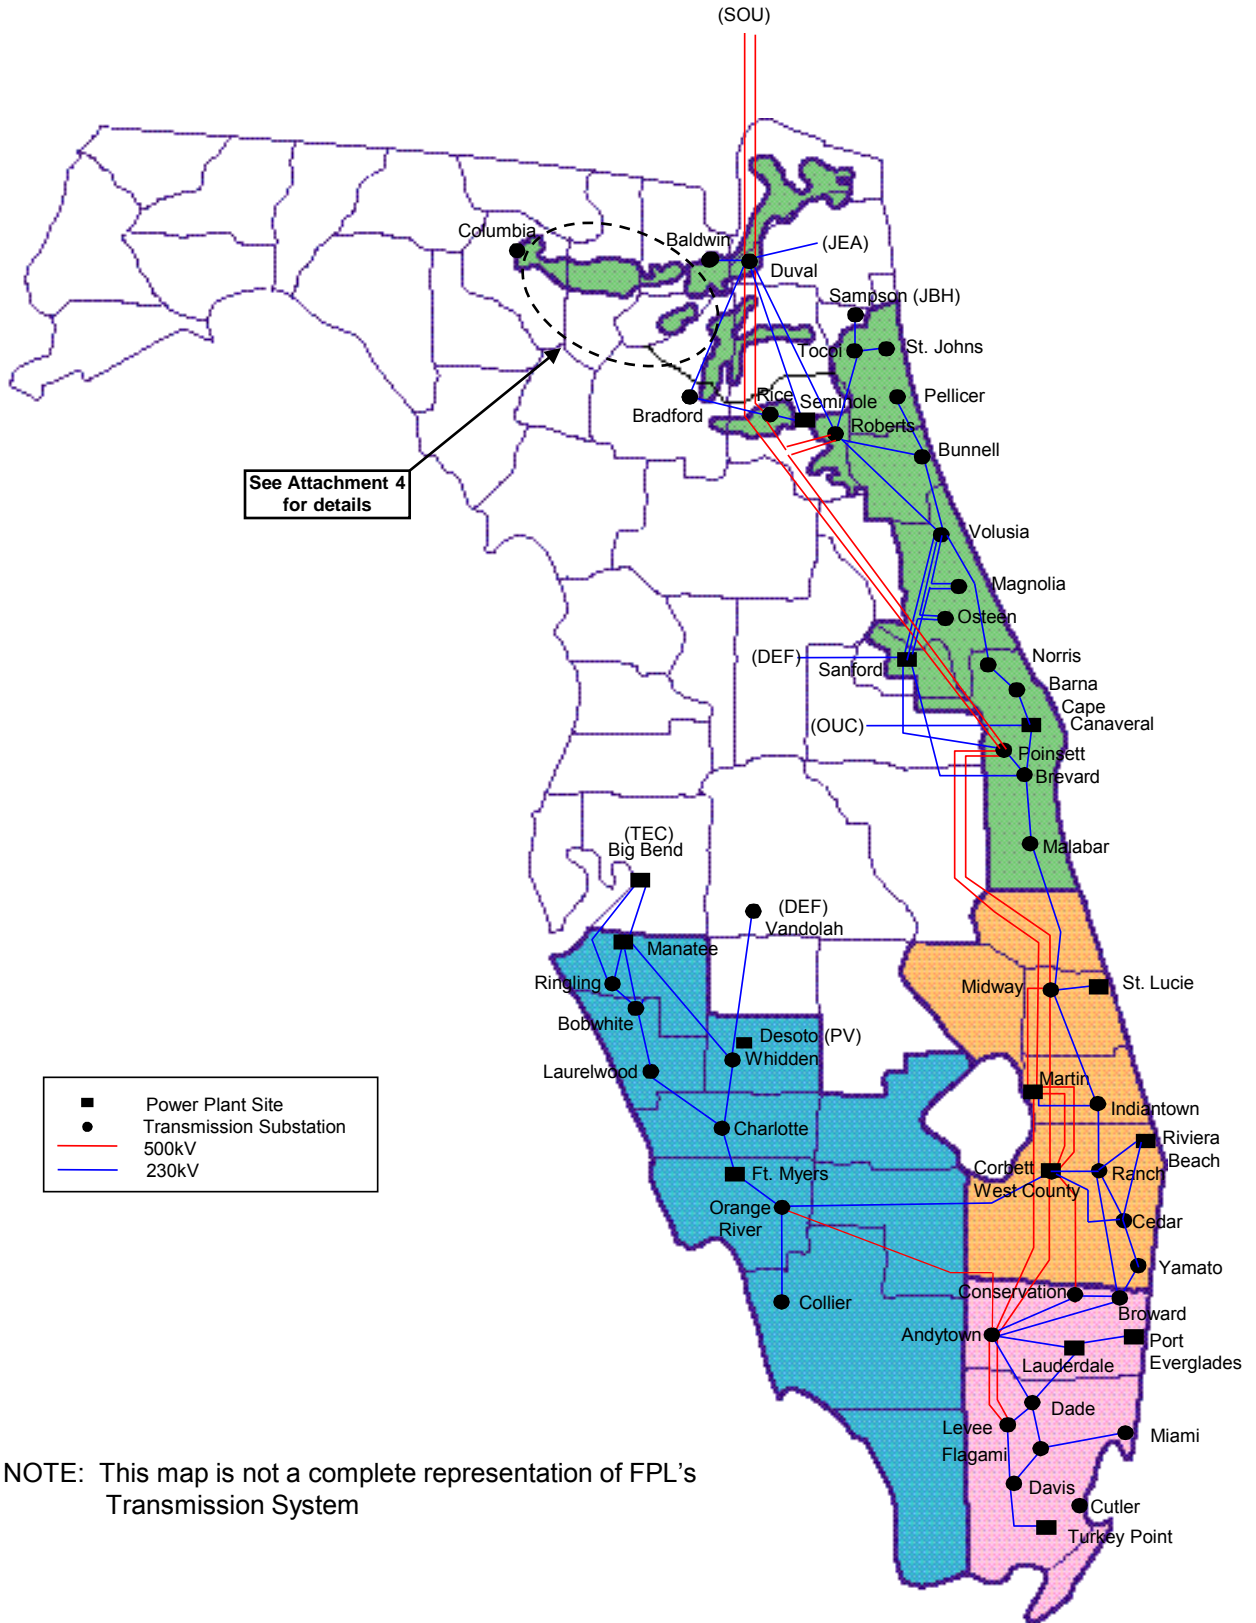 (SOU)
Columbia
Baldwin
(JEA)
Duval
Sampson (JBH)
Tocoi
St. Johns
Rice
Seminole
Pellicer
Bradford
Roberts
Bunnell
See Attachment 4
for details
Volusia
Magnolia
Osteen
(DEF)
Sanford
Norris
Barna
Cape
Canaveral
(OUC)
Poinsett
Brevard
(TEC)
Big Bend
Malabar
(DEF)
Vandolah
Manatee
Ringling
Midway
St. Lucie
Bobwhite
Desoto (PV)
Whidden
Laurelwood
Martin
Power Plant Site
Transmission Substation
500kV
230kV
Indiantown
Charlotte
Riviera
Beach
Ft. Myers
Corbett
West County
Ranch
Orange
River
Cedar
Yamato
Collier
Conservation
Broward
Andytown
Port
Everglades
Lauderdale
Dade
Levee
Miami
Flagami
NOTE: This map is not a complete representation of FPL's
Transmission System
Davis
Cutler
Turkey Point